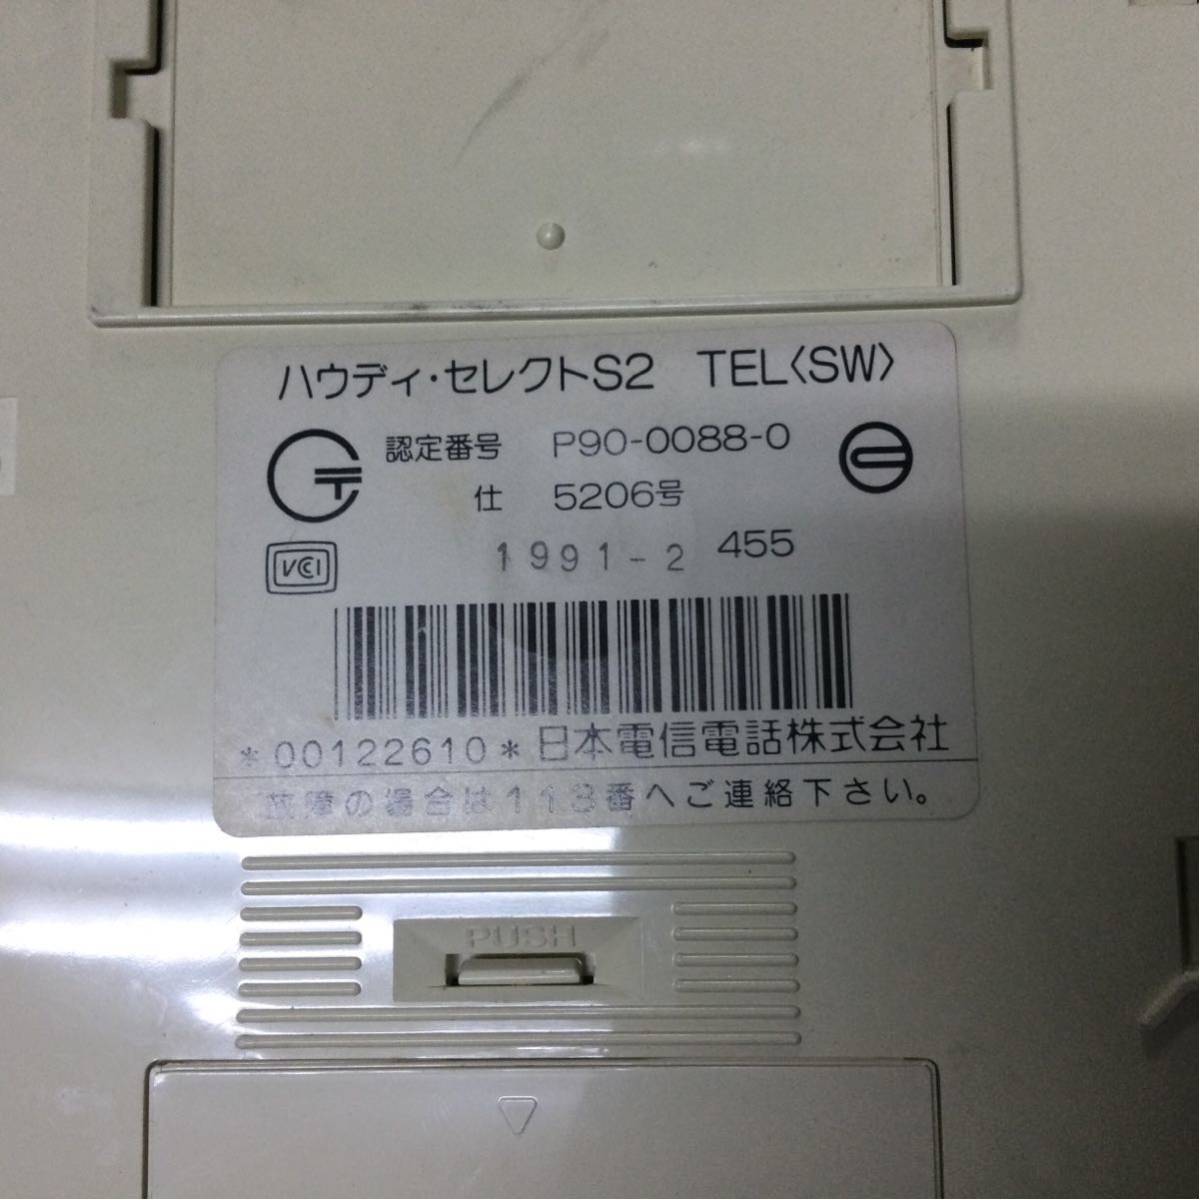 ハウディ・セレクトS2 TEL〈SW〉
認定番号 P90-0088-0
仕 5206号
1991-2 455
VCCI
*00122610* 日本電信電話株式会社
故障の場合は113番へご連絡下さい。
PUSH